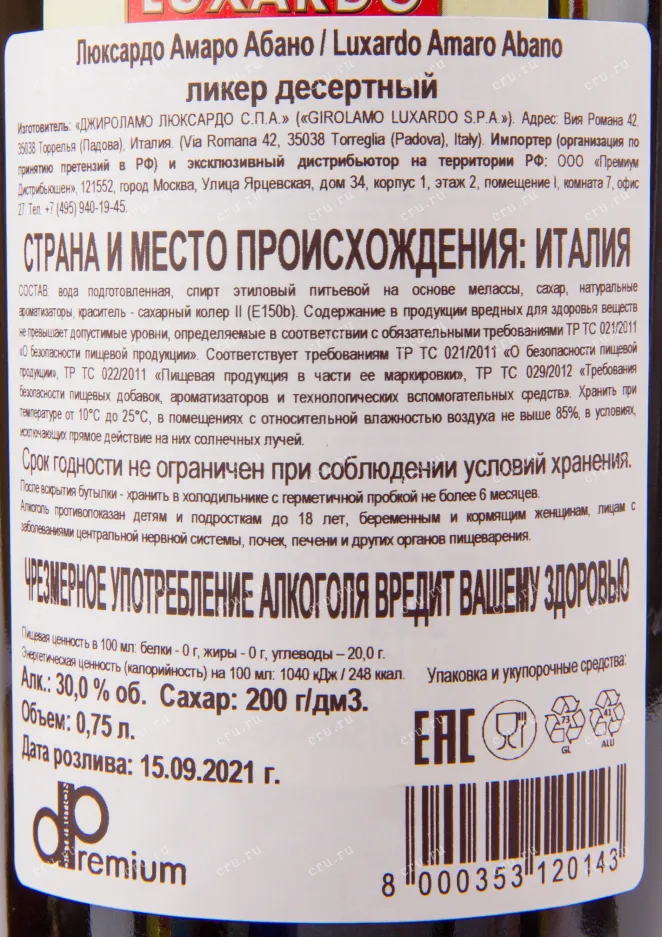 LUXARDO
Люксардо Амаро Абано / Luxardo Amaro Abano
ликер десертный
Изготовитель: «ДЖИРОЛАМО ЛЮКСАРДО С.П.А.» («GIROLAMO LUXARDO S.P.A.»). Адрес: Вия Романа 42,
35038 Торрелья (Падова), Италия. (Via Romana 42, 35038 Torreglia (Padova), Italy). Импортер (организация по
принятию претензий в РФ) и эксклюзивный дистрибьютор на территории РФ: ООО «Премиум
Дистрибьюшен», 121552, город Москва, Улица Ярцевская, дом 34, корпус 1, этаж 2, помещение I, комната 7, офис
27. Тел. +7 (495) 940-19-45.
СТРАНА И МЕСТО ПРОИСХОЖДЕНИЯ: ИТАЛИЯ
СОСТАВ: вода подготовленная, спирт этиловый питьевой на основе мелассы, сахар, натуральные
ароматизаторы, краситель - сахарный колер II (Е150b). Содержание в продукции вредных для здоровья веществ
не превышает допустимые уровни, определяемые в соответствии с обязательными требованиями ТР ТС 021/2011
«О безопасности пищевой продукции». Соответствует требованиям ТР ТС 021/2011 «О безопасности пищевой
продукции», ТР ТС 022/2011 «Пищевая продукция в части ее маркировки», ТР ТС 029/2012 «Требования
безопасности пищевых добавок, ароматизаторов и технологических вспомогательных средств». Хранить при
температуре от 10°С до 25°С, в помещениях с относительной влажностью воздуха не выше 85%, в условиях,
исключающих прямое действие на них солнечных лучей.
Срок годности не ограничен при соблюдении условий хранения.
После вскрытия бутылки - хранить в холодильнике с герметичной пробкой не более 6 месяцев.
Алкоголь противопоказан детям и подросткам до 18 лет, беременным и кормящим женщинам, лицам с
заболеваниями центральной нервной системы, почек, печени и других органов пищеварения.
ЧРЕЗМЕРНОЕ УПОТРЕБЛЕНИЕ АЛКОГОЛЯ ВРЕДИТ ВАШЕМУ ЗДОРОВЬЮ
Пищевая ценность в 100 мл: белки - 0 г, жиры - 0 г, углеводы – 20,0 г.
Энергетическая ценность (калорийность) на 100 мл: 1040 кДж / 248 ккал.
Упаковка и укупорочные средства:
Алк.: 30,0 % об. Сахар: 200 г/дм3.
Объем: 0,75 л.
Дата розлива: 15.09.2021 г.
EAC
73
GL
41
ALU
dp Premium
8 000353 120143
cru.ru